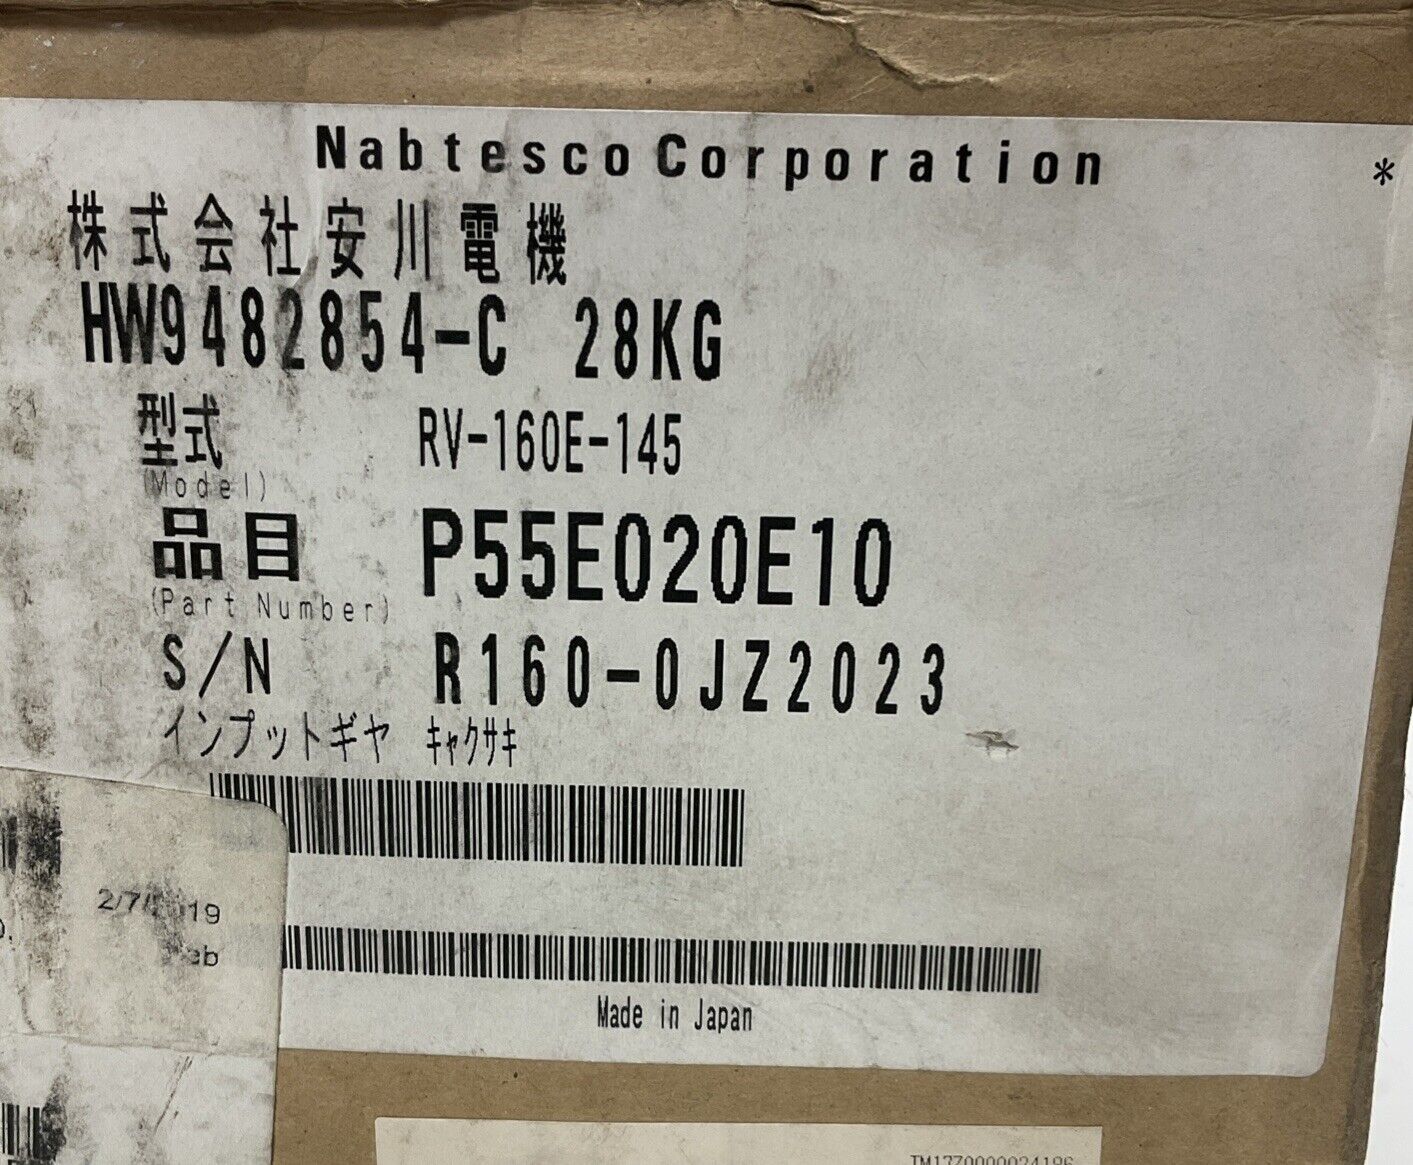 Nabtesco Corporation *
株式会社安川電機
HW9482854-C 28KG
型式 RV-160E-145
(Model)
品目 P55E020E10
(Part Number)
S/N R160-0JZ2023
インプットギヤ キャクサキ
Made in Japan